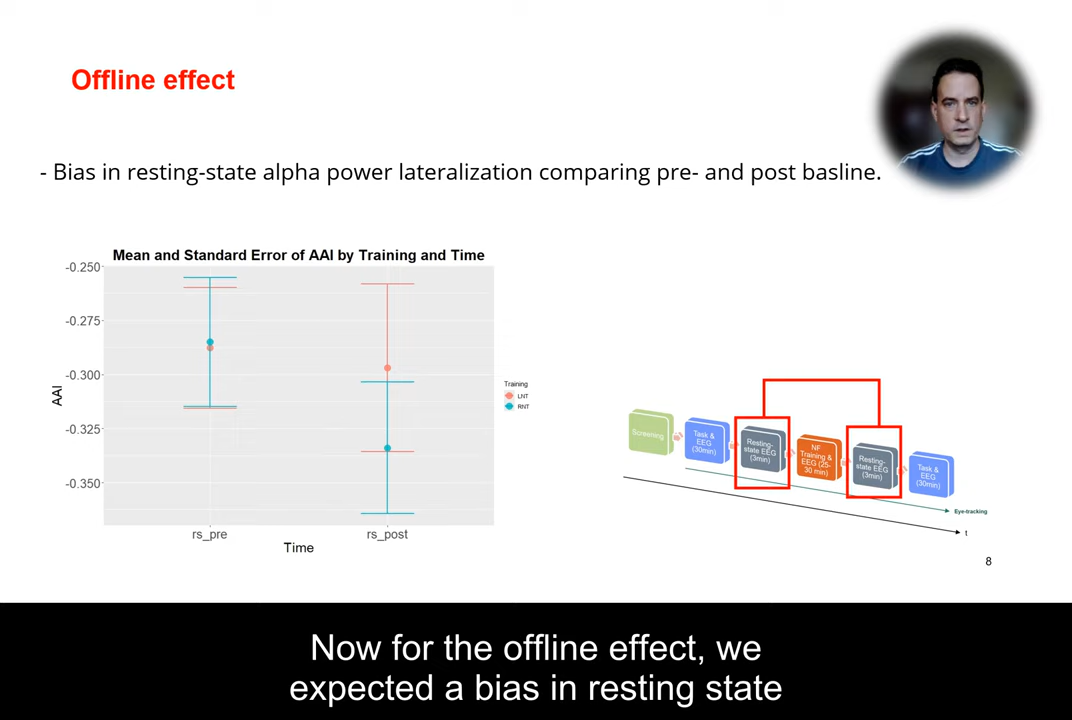 Offline effect
- Bias in resting-state alpha power lateralization comparing pre- and post basline.
Mean and Standard Error of AAI by Training and Time
-0.250
-0.275
-0.300
-0.325
-0.350
AAI
rs_pre
rs_post
Time
Training
LNT
RNT
Screening
Task &
EEG
(30min)
Resting-
state EEG
(3min)
NF
Training &
EEG (25-
30 min)
Resting-
state EEG
(3min)
Task &
EEG
(30min)
Eye-tracking
t
8
Now for the offline effect, we
expected a bias in resting state